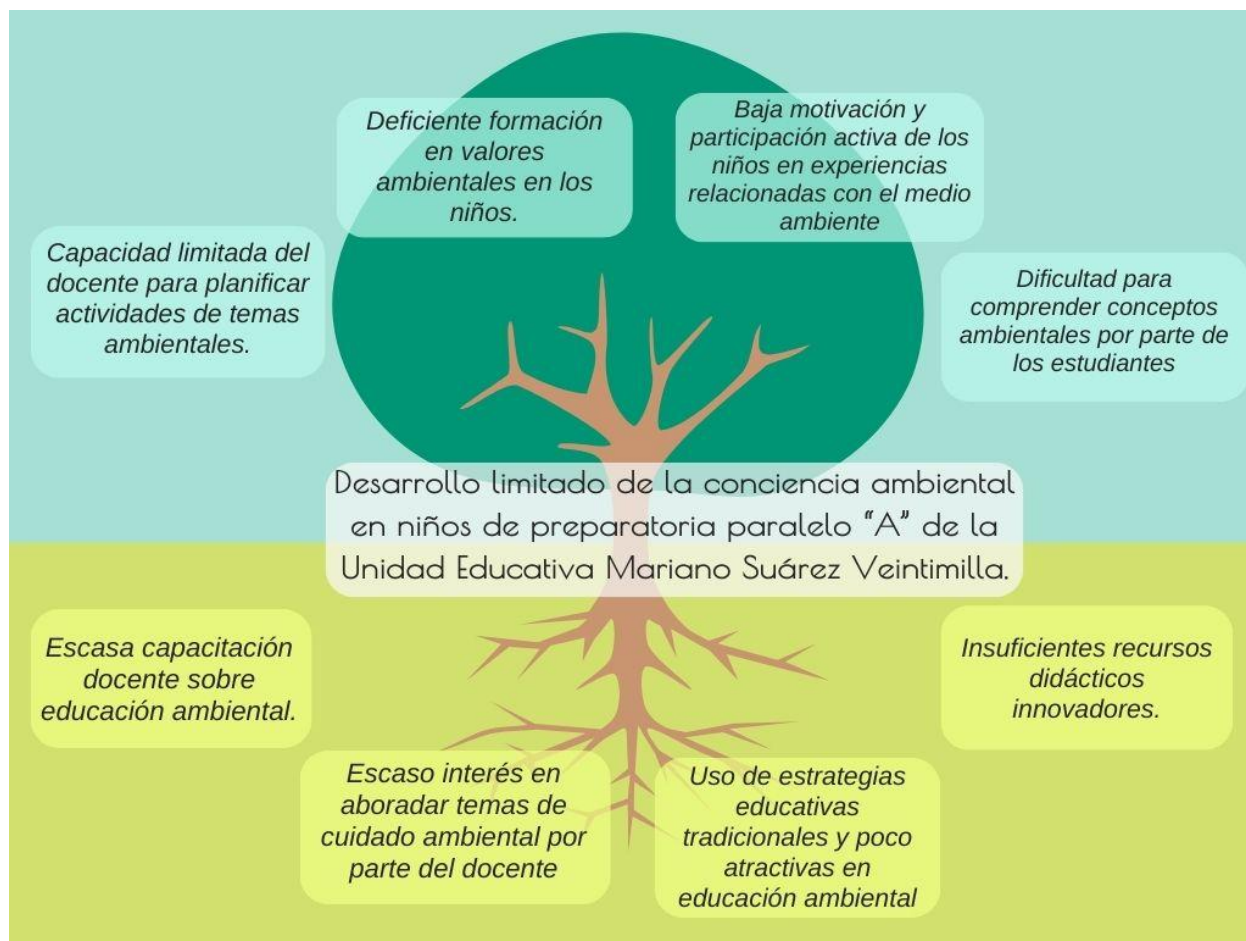 Deficiente formación
en valores
ambientales en los
niños.
Baja motivación y
participación activa de los
niños en experiencias
relacionadas con el medio
ambiente
Capacidad limitada del
docente para planificar
actividades de temas
ambientales.
Dificultad para
comprender conceptos
ambientales por parte de
los estudiantes
Desarrollo limitado de la conciencia ambiental
en niños de preparatoria paralelo “A” de la
Unidad Educativa Mariano Suárez Veintimilla.
Escasa capacitación
docente sobre
educación ambiental.
Insuficientes recursos
didácticos
innovadores.
Escaso interés en
aboradar temas de
cuidado ambiental por
parte del docente
Uso de estrategias
educativas
tradicionales y poco
atractivas en
educación ambiental